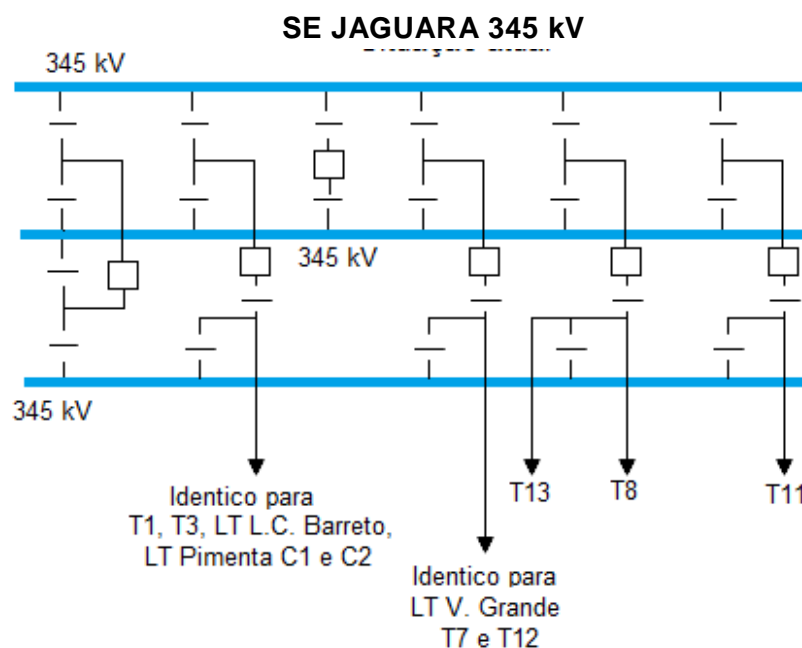 SE JAGUARA 345 kV
345 kV
345 kV
345 kV
T13
T8
T11
Identico para
T1, T3, LT L.C. Barreto,
LT Pimenta C1 e C2
Identico para
LT V. Grande
T7 e T12